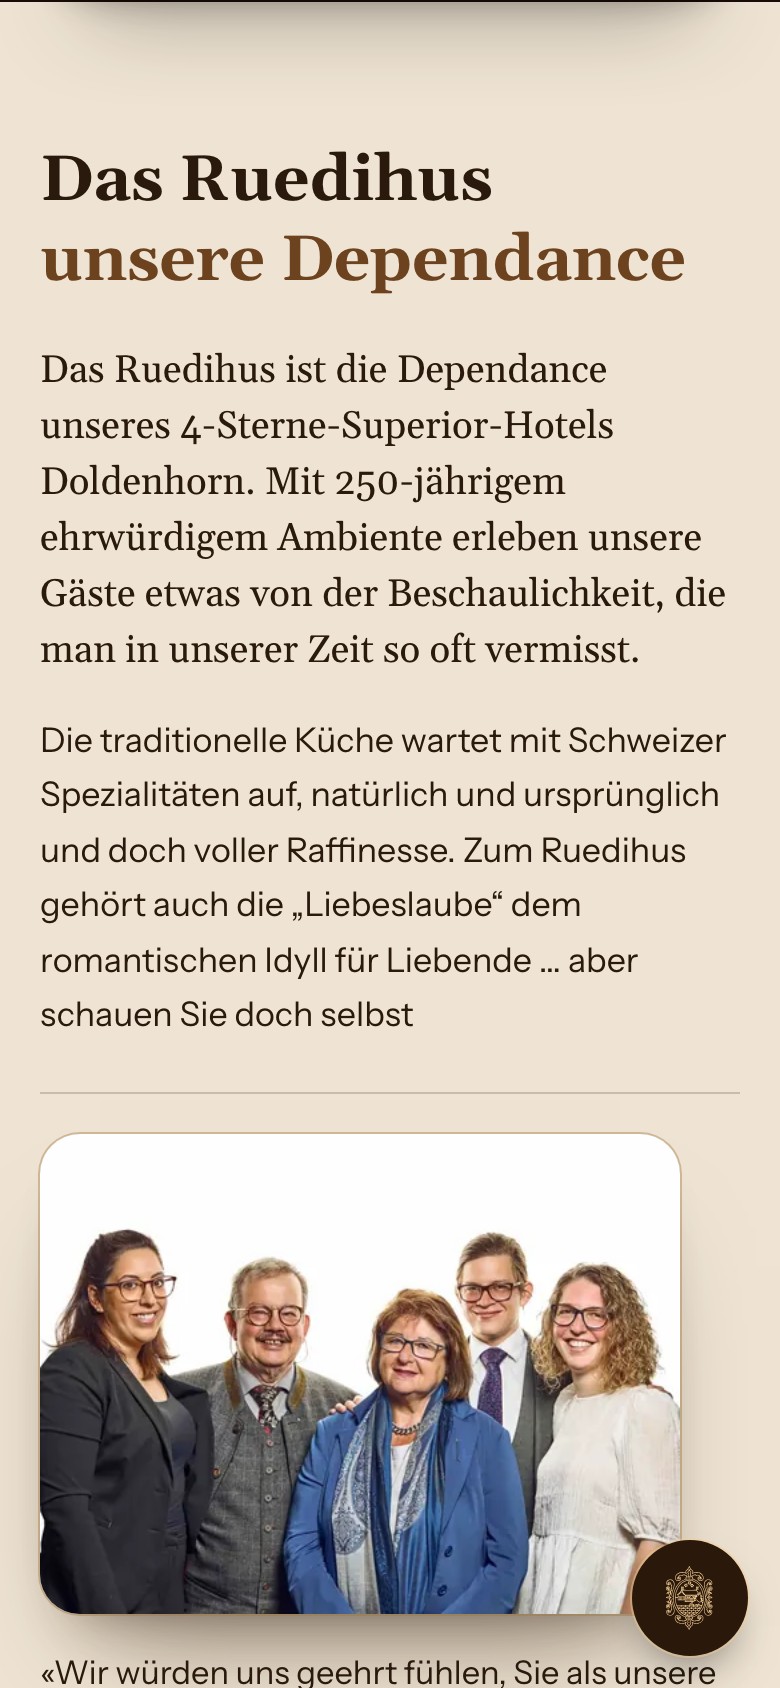 Das Ruedihus
unsere Dependance
Das Ruedihus ist die Dependance
unseres 4-Sterne-Superior-Hotels
Doldenhorn. Mit 250-jährigem
ehrwürdigem Ambiente erleben unsere
Gäste etwas von der Beschaulichkeit, die
man in unserer Zeit so oft vermisst.
Die traditionelle Küche wartet mit Schweizer
Spezialitäten auf, natürlich und ursprünglich
und doch voller Raffinesse. Zum Ruedihus
gehört auch die „Liebeslaube“ dem
romantischen Idyll für Liebende ... aber
schauen Sie doch selbst
«Wir würden uns geehrt fühlen, Sie als unsere